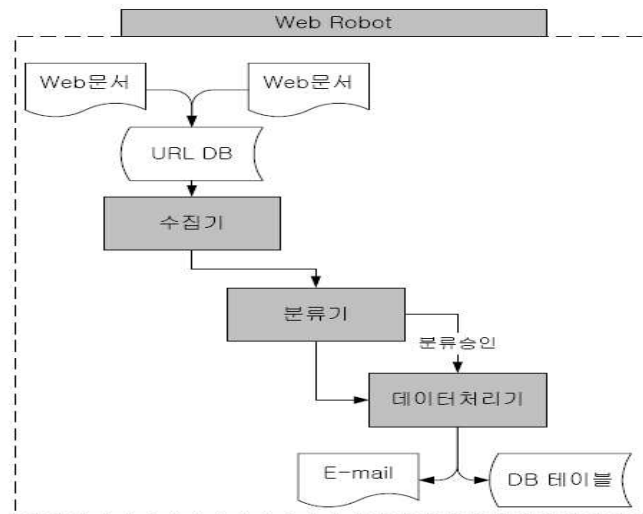 Web Robot
Web문서
Web문서
URL DB
수집기
분류기
분류승인
데이터처리기
E-mail
DB 테이블